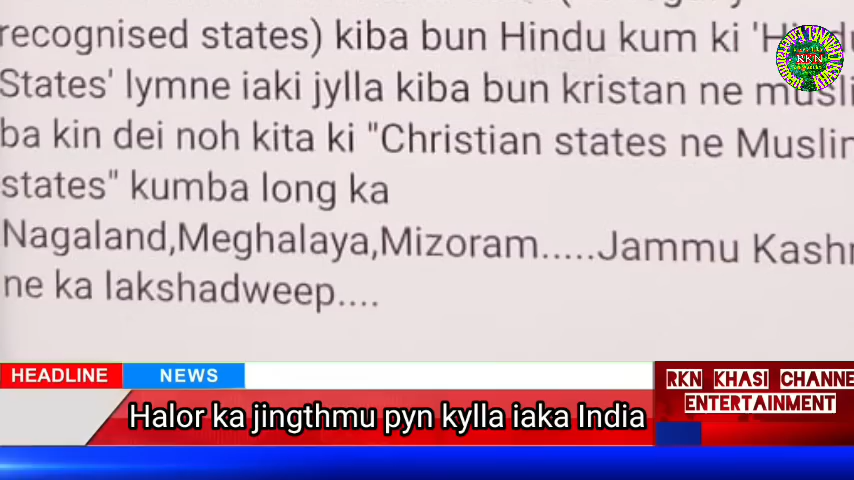 recognised states) kiba bun Hindu kum ki
States' lymne iaki jylla kiba bun kristan ne
ba kin dei noh kita ki "Christian states ne
states" kumba long ka
Nagaland,Meghalaya,Mizoram.....Jammu
ne ka lakshadweep....
HEADLINE NEWS
Halor ka jingthmu pyn kylla iaka India
RKN KHASI
ENTERTAINMENT
RKN